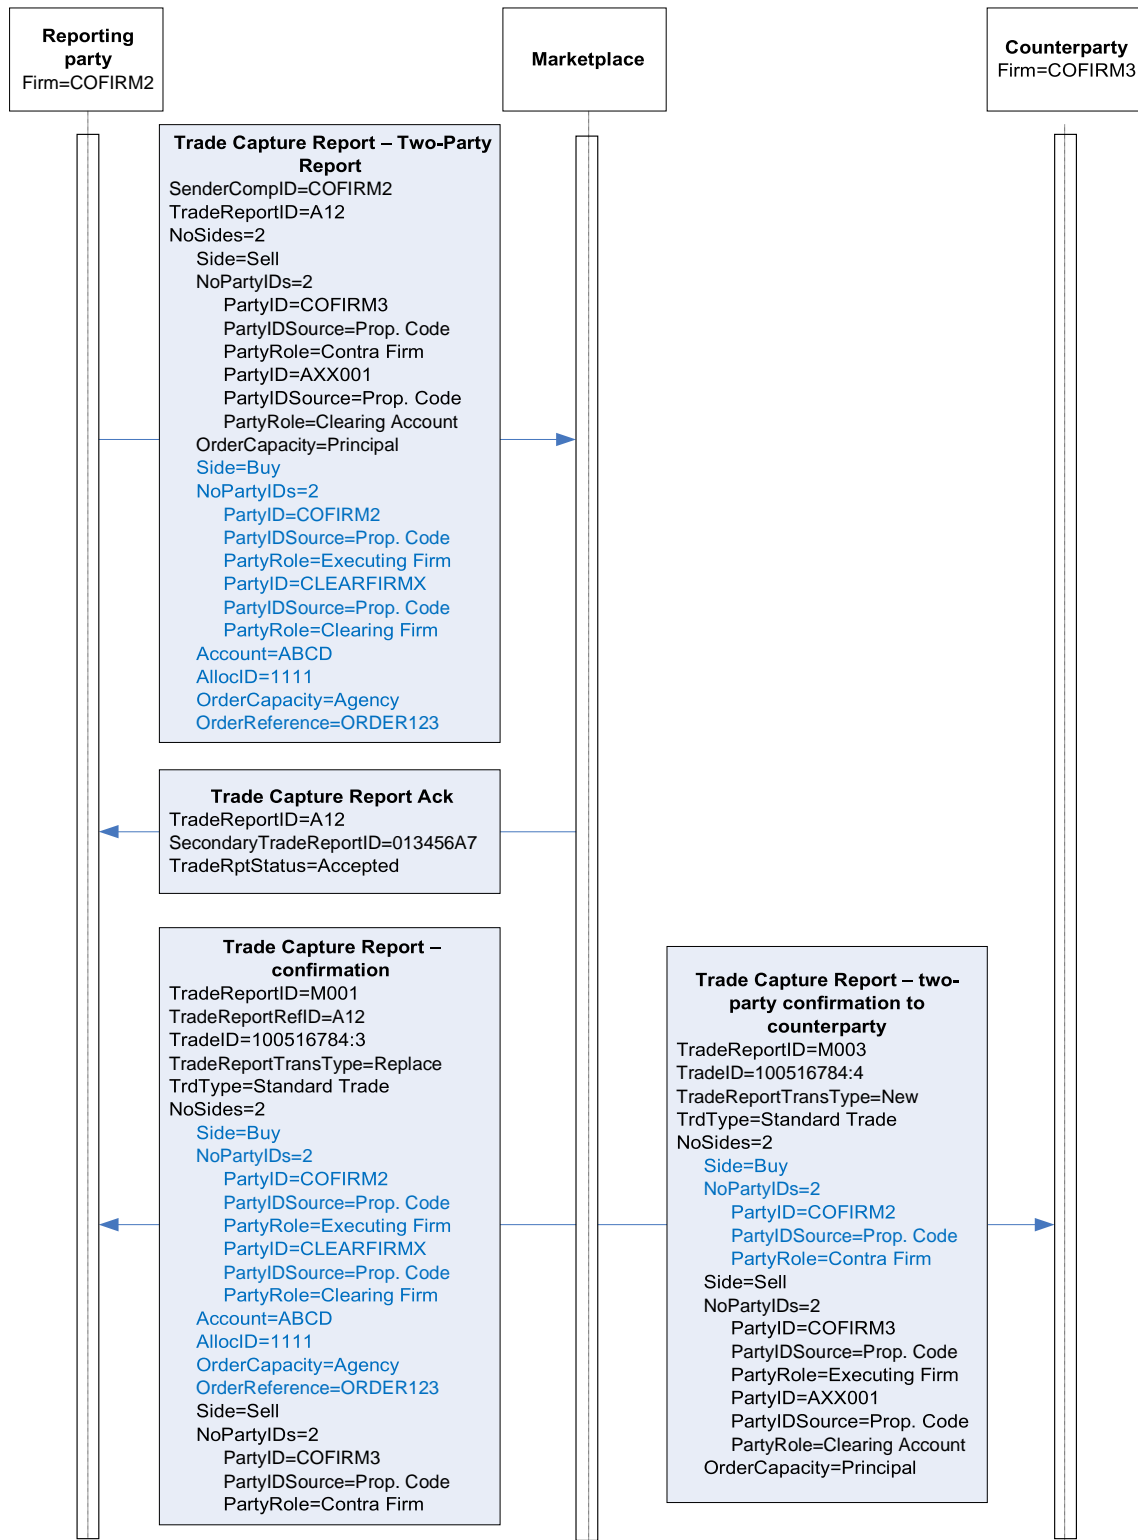 Reporting
party
Firm=COFIRM2
Marketplace
Counterparty
Firm=COFIRM3
Trade Capture Report – Two-Party
Report
SenderCompID=COFIRM2
TradeReportID=A12
NoSides=2
Side=Sell
NoPartyIDs=2
PartyID=COFIRM3
PartyIDSource=Prop. Code
PartyRole=Contra Firm
PartyID=AXX001
PartyIDSource=Prop. Code
PartyRole=Clearing Account
OrderCapacity=Principal
Side=Buy
NoPartyIDs=2
PartyID=COFIRM2
PartyIDSource=Prop. Code
PartyRole=Executing Firm
PartyID=CLEARFIRMX
PartyIDSource=Prop. Code
PartyRole=Clearing Firm
Account=ABCD
AllocID=1111
OrderCapacity=Agency
OrderReference=ORDER123
Trade Capture Report Ack
TradeReportID=A12
SecondaryTradeReportID=013456A7
TradeRptStatus=Accepted
Trade Capture Report –
confirmation
TradeReportID=M001
TradeReportRefID=A12
TradeID=100516784:3
TradeReportTransType=Replace
TrdType=Standard Trade
NoSides=2
Side=Buy
NoPartyIDs=2
PartyID=COFIRM2
PartyIDSource=Prop. Code
PartyRole=Executing Firm
PartyID=CLEARFIRMX
PartyIDSource=Prop. Code
PartyRole=Clearing Firm
Account=ABCD
AllocID=1111
OrderCapacity=Agency
OrderReference=ORDER123
Side=Sell
NoPartyIDs=2
PartyID=COFIRM3
PartyIDSource=Prop. Code
PartyRole=Contra Firm
Trade Capture Report – two-
party confirmation to
counterparty
TradeReportID=M003
TradeID=100516784:4
TradeReportTransType=New
TrdType=Standard Trade
NoSides=2
Side=Buy
NoPartyIDs=2
PartyID=COFIRM2
PartyIDSource=Prop. Code
PartyRole=Contra Firm
Side=Sell
NoPartyIDs=2
PartyID=COFIRM3
PartyIDSource=Prop. Code
PartyRole=Executing Firm
PartyID=AXX001
PartyIDSource=Prop. Code
PartyRole=Clearing Account
OrderCapacity=Principal